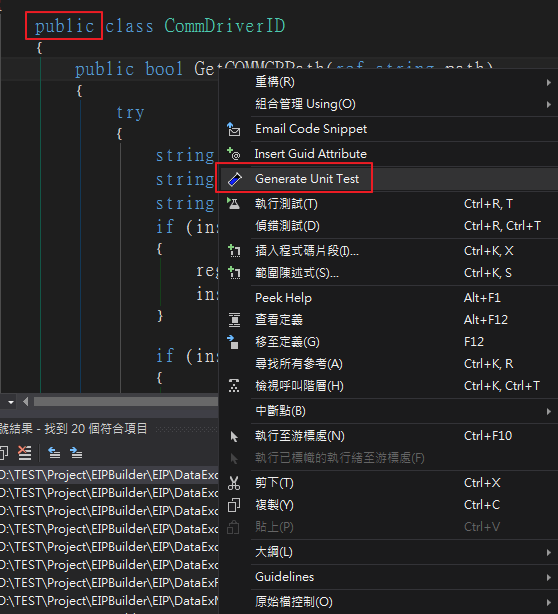 public class CommDriverID
{
public bool GetCOMMGRPath(ref string path)
{
try
{
string
string
string
if (ins
{
reg
ins
}
if (ins
{
重構(R)
組合管理 Using(O)
Email Code Snippet
Insert Guid Attribute
Generate Unit Test
執行測試(T) Ctrl+R, T
偵錯測試(D) Ctrl+R, Ctrl+T
插入程式碼片段(I)... Ctrl+K, X
範圍陳述式(S)... Ctrl+K, S
Peek Help Alt+F1
查看定義 Alt+F12
移至定義(G) F12
尋找所有參考(A) Ctrl+K, R
檢視呼叫階層(H) Ctrl+K, Ctrl+T
中斷點(B)
執行至游標處(N) Ctrl+F10
執行已標幟的執行緒至游標處(F)
剪下(T) Ctrl+X
複製(Y) Ctrl+C
貼上(P) Ctrl+V
大綱(L)
Guidelines
原始檔控制(O)
號結果 - 找到 20 個符合項目
D:\TEST\Project\EIPBuilder\EIP\DataExc
D:\TEST\Project\EIPBuilder\EIP\DataExc
D:\TEST\Project\EIPBuilder\EIP\DataExc
D:\TEST\Project\EIPBuilder\EIP\DataExc
D:\TEST\Project\EIPBuilder\EIP\DataExc
D:\TEST\Project\EIPBuilder\EIP\DataExc
D:\TEST\Project\EIPBuilder\EIP\DataExF
D:\TEST\Project\EIPBuilder\EIP\DataExM